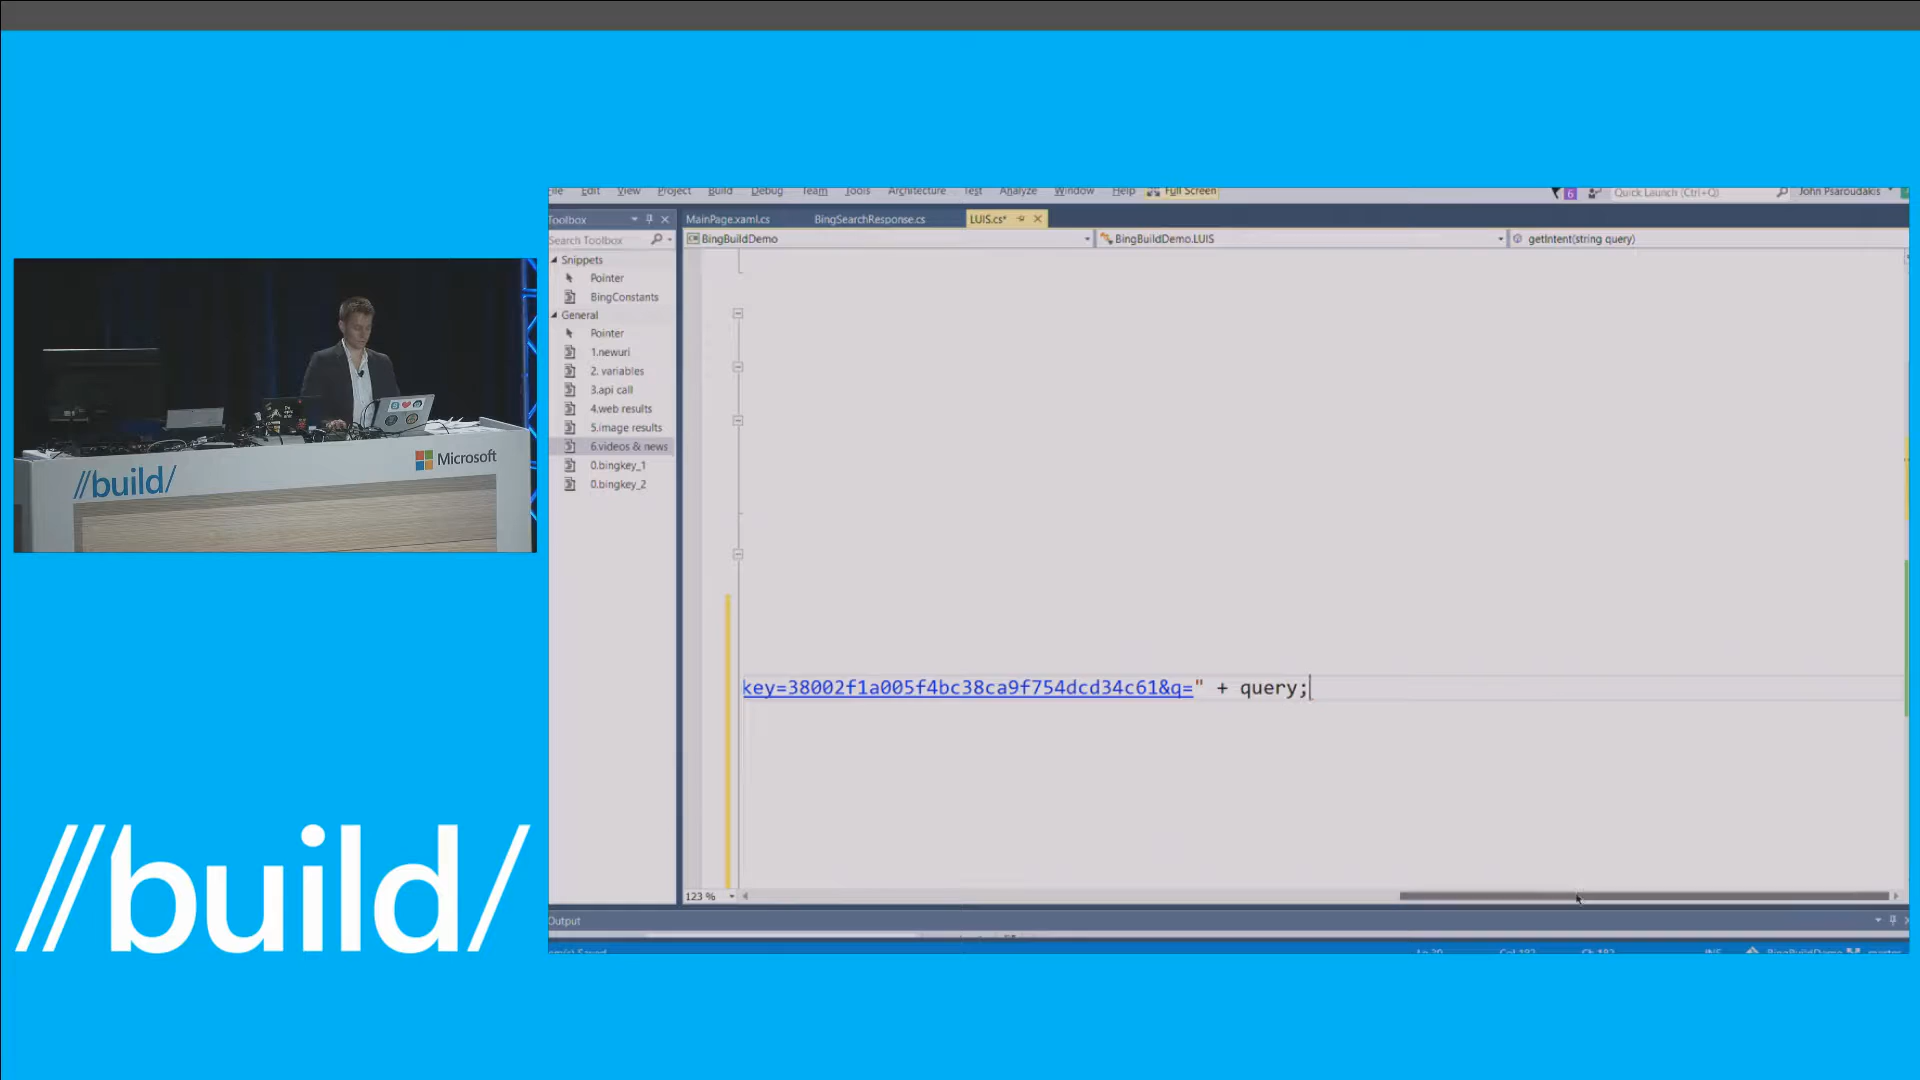 File Edit View Project Build Debug Team Tools Architecture Test Analyze Window Help Full Screen
6 Quick Launch (Ctrl+Q) John Psaroudakis
Toolbox
MainPage.xaml.cs BingSearchResponse.cs LUIS.cs*
Search Toolbox
BingBuildDemo BingBuildDemo.LUIS getIntent(string query)
Snippets
Pointer
BingConstants
General
Pointer
1.newuri
2. variables
3.api call
4.web results
5.image results
6.videos & news
0.bingkey_1
0.bingkey_2
key=38002f1a005f4bc38ca9f754dcd34c61&q=" + query;
123 %
Output
//build/
Microsoft
//build/